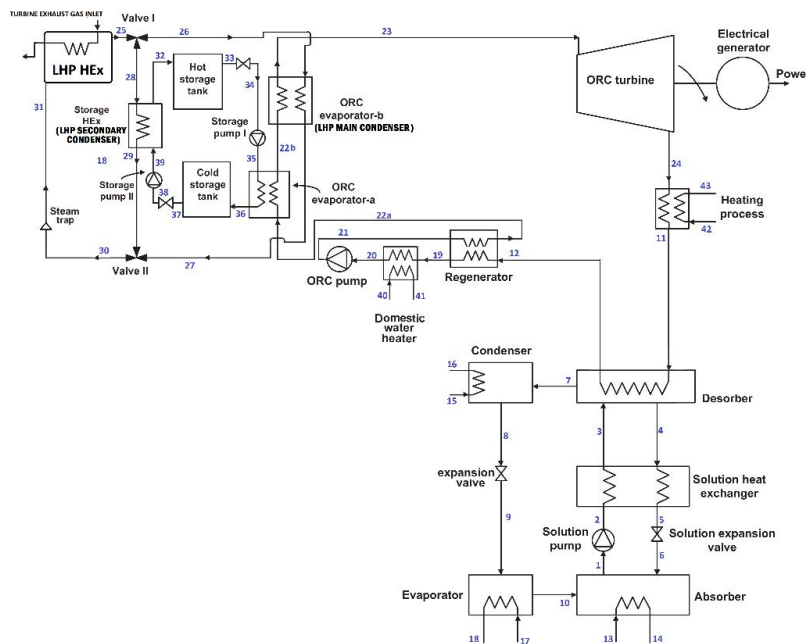 TURBINE EXHAUST GAS INLET
Valve I
25
26
23
Electrical
generator
LHP HEx
32
Hot
storage
tank
33
34
ORC turbine
Powe
28
31
Storage
HEx
(LHP SECONDARY
CONDENSER)
Storage
pump I
ORC
evaporator-b
(LHP MAIN CONDENSER)
18
29
39
35
22b
24
Storage
pump II
38
37
Cold
storage
tank
36
ORC
evaporator-a
43
Heating
process
42
11
Steam
trap
22a
21
20
19
12
30
Valve II
27
ORC pump
Regenerator
40
41
Domestic
water
heater
Condenser
16
15
7
Desorber
8
3
4
expansion
valve
Solution heat
exchanger
9
2
5
Solution
pump
Solution expansion
valve
1
6
Evaporator
10
Absorber
18
17
13
14